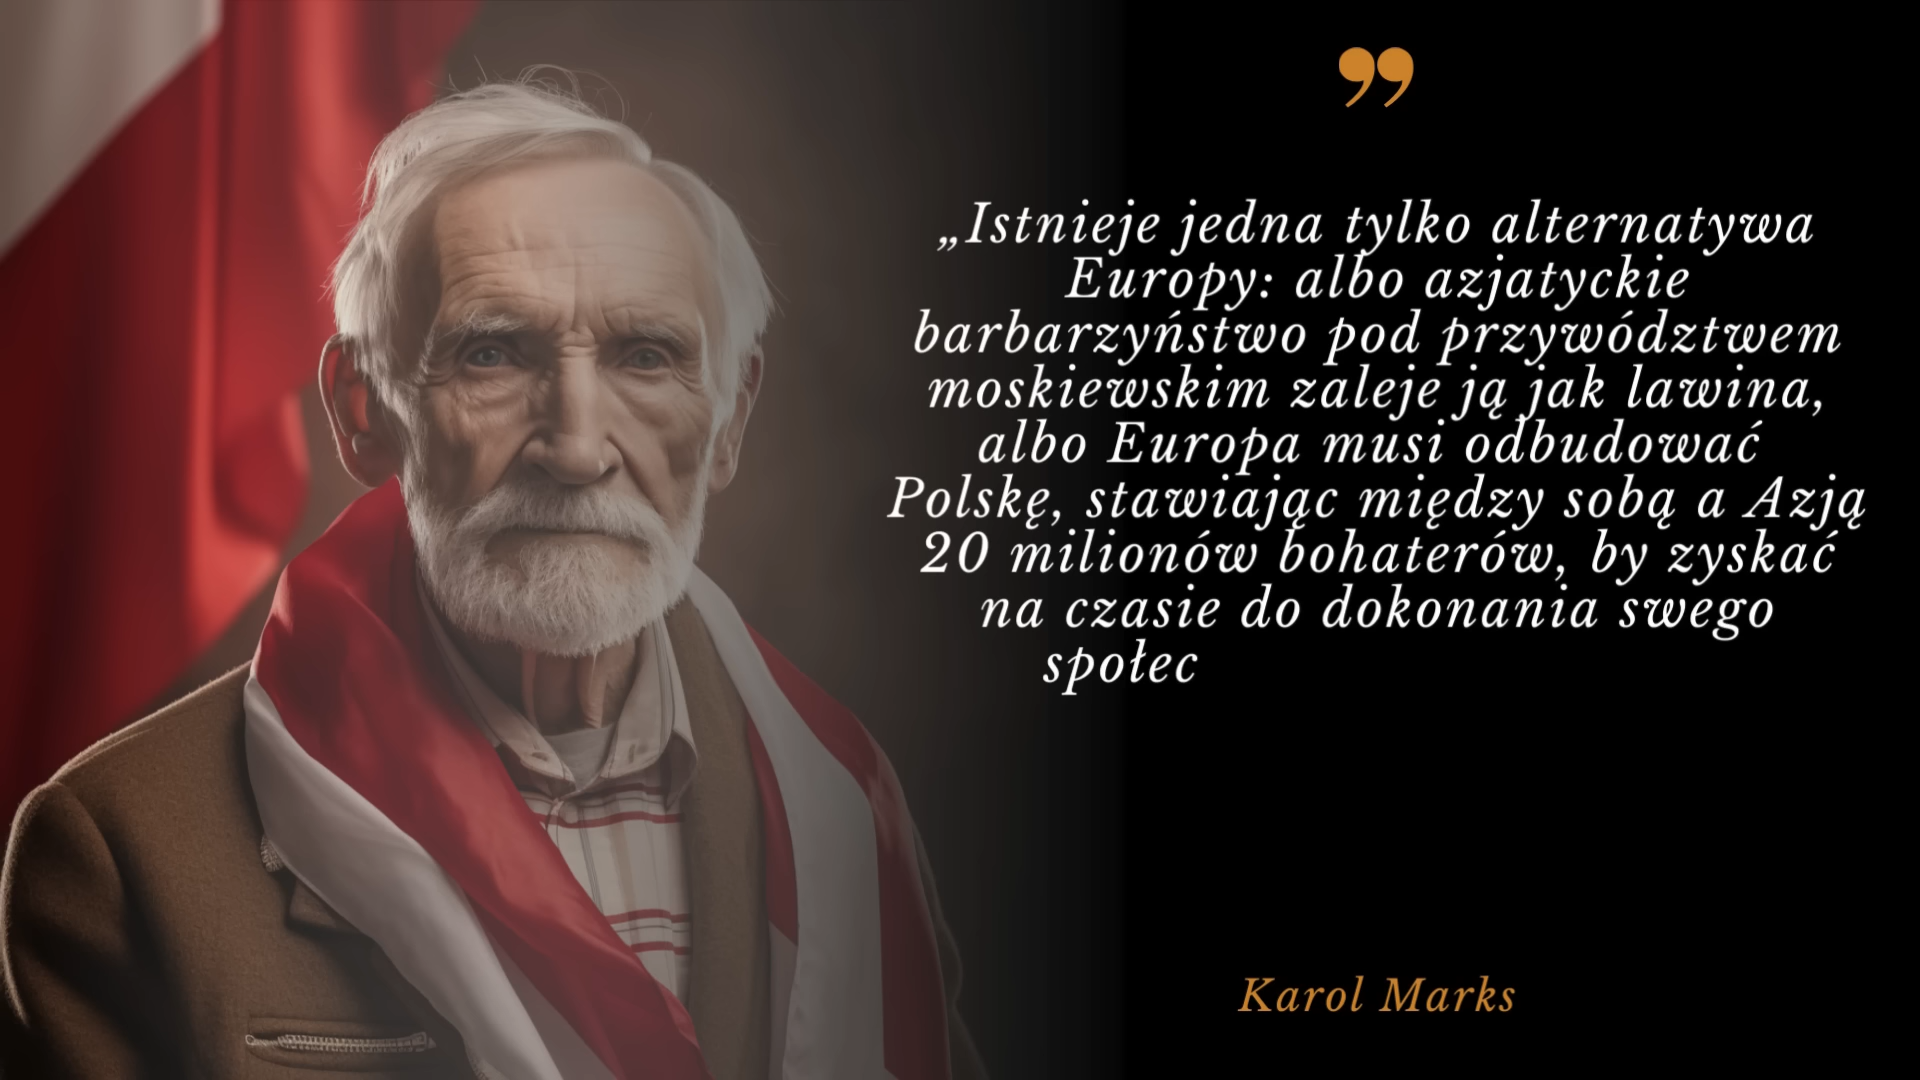 ”
„Istnieje jedna tylko alternatywa
Europy: albo azjatyckie
barbarzyństwo pod przywództwem
moskiewskim zaleje ją jak lawina,
albo Europa musi odbudować
Polskę, stawiając między sobą a Azją
20 milionów bohaterów, by zyskać
na czasie do dokonania swego
społec
Karol Marks